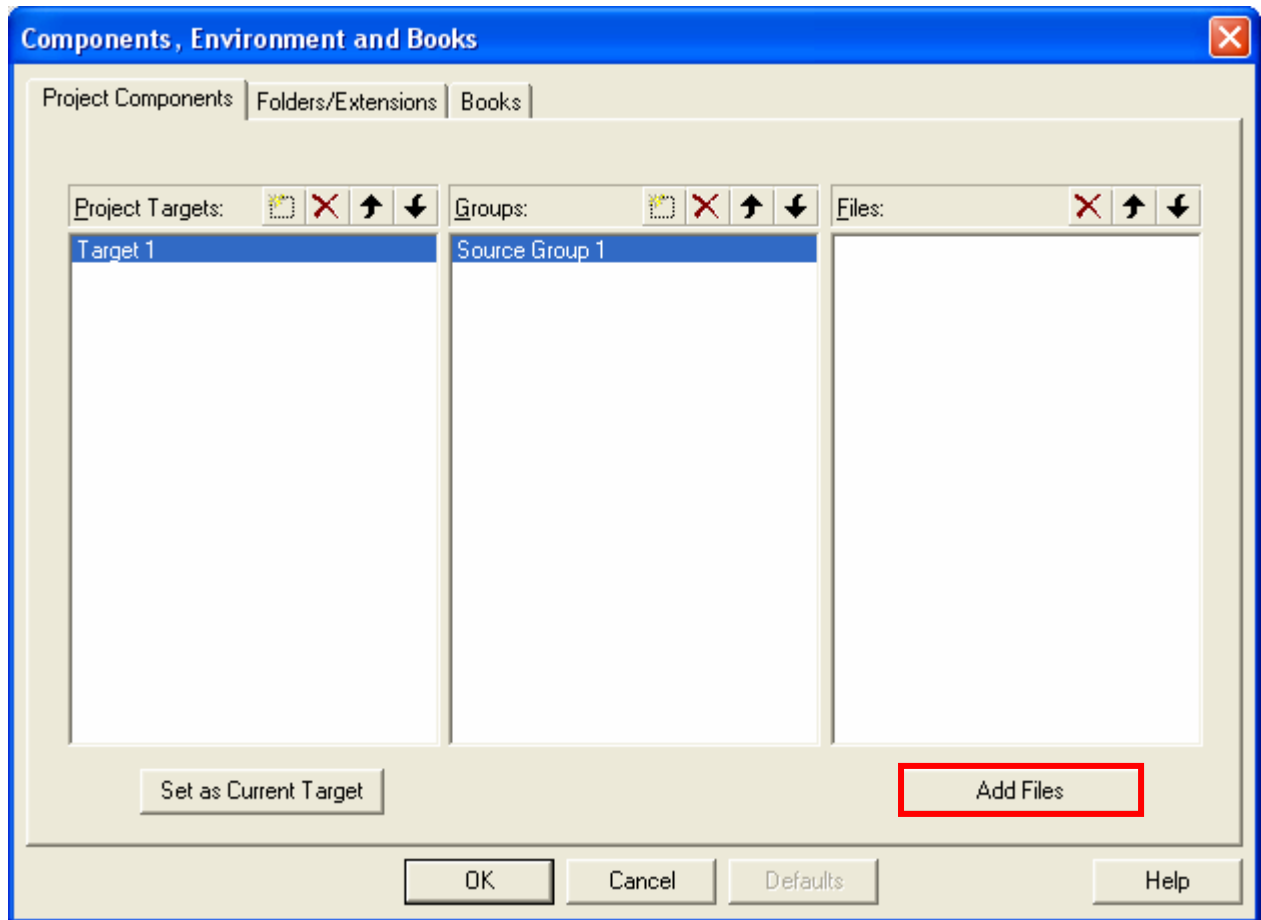 Components, Environment and Books
Project Components Folders/Extensions Books
Project Targets: Groups: Files:
Target 1 Source Group 1
Set as Current Target Add Files
OK Cancel Defaults Help